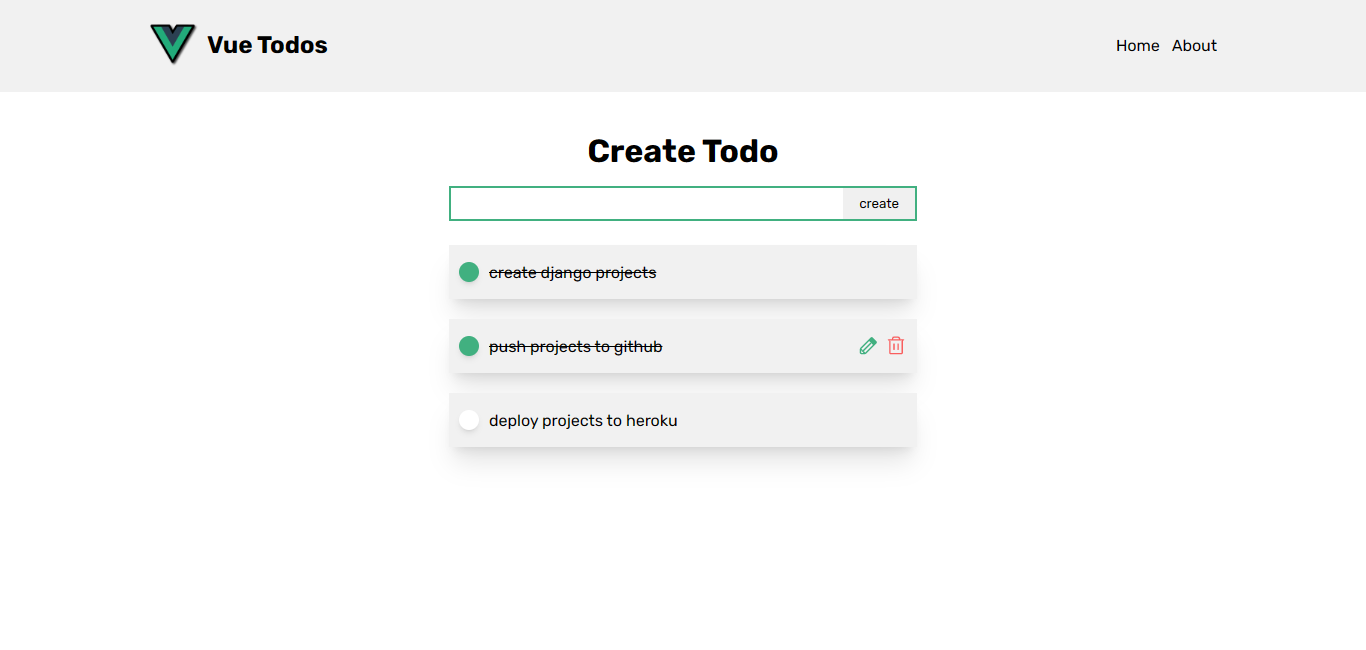 Vue Todos
Home About
Create Todo
create
create django projects
push projects to github
deploy projects to heroku